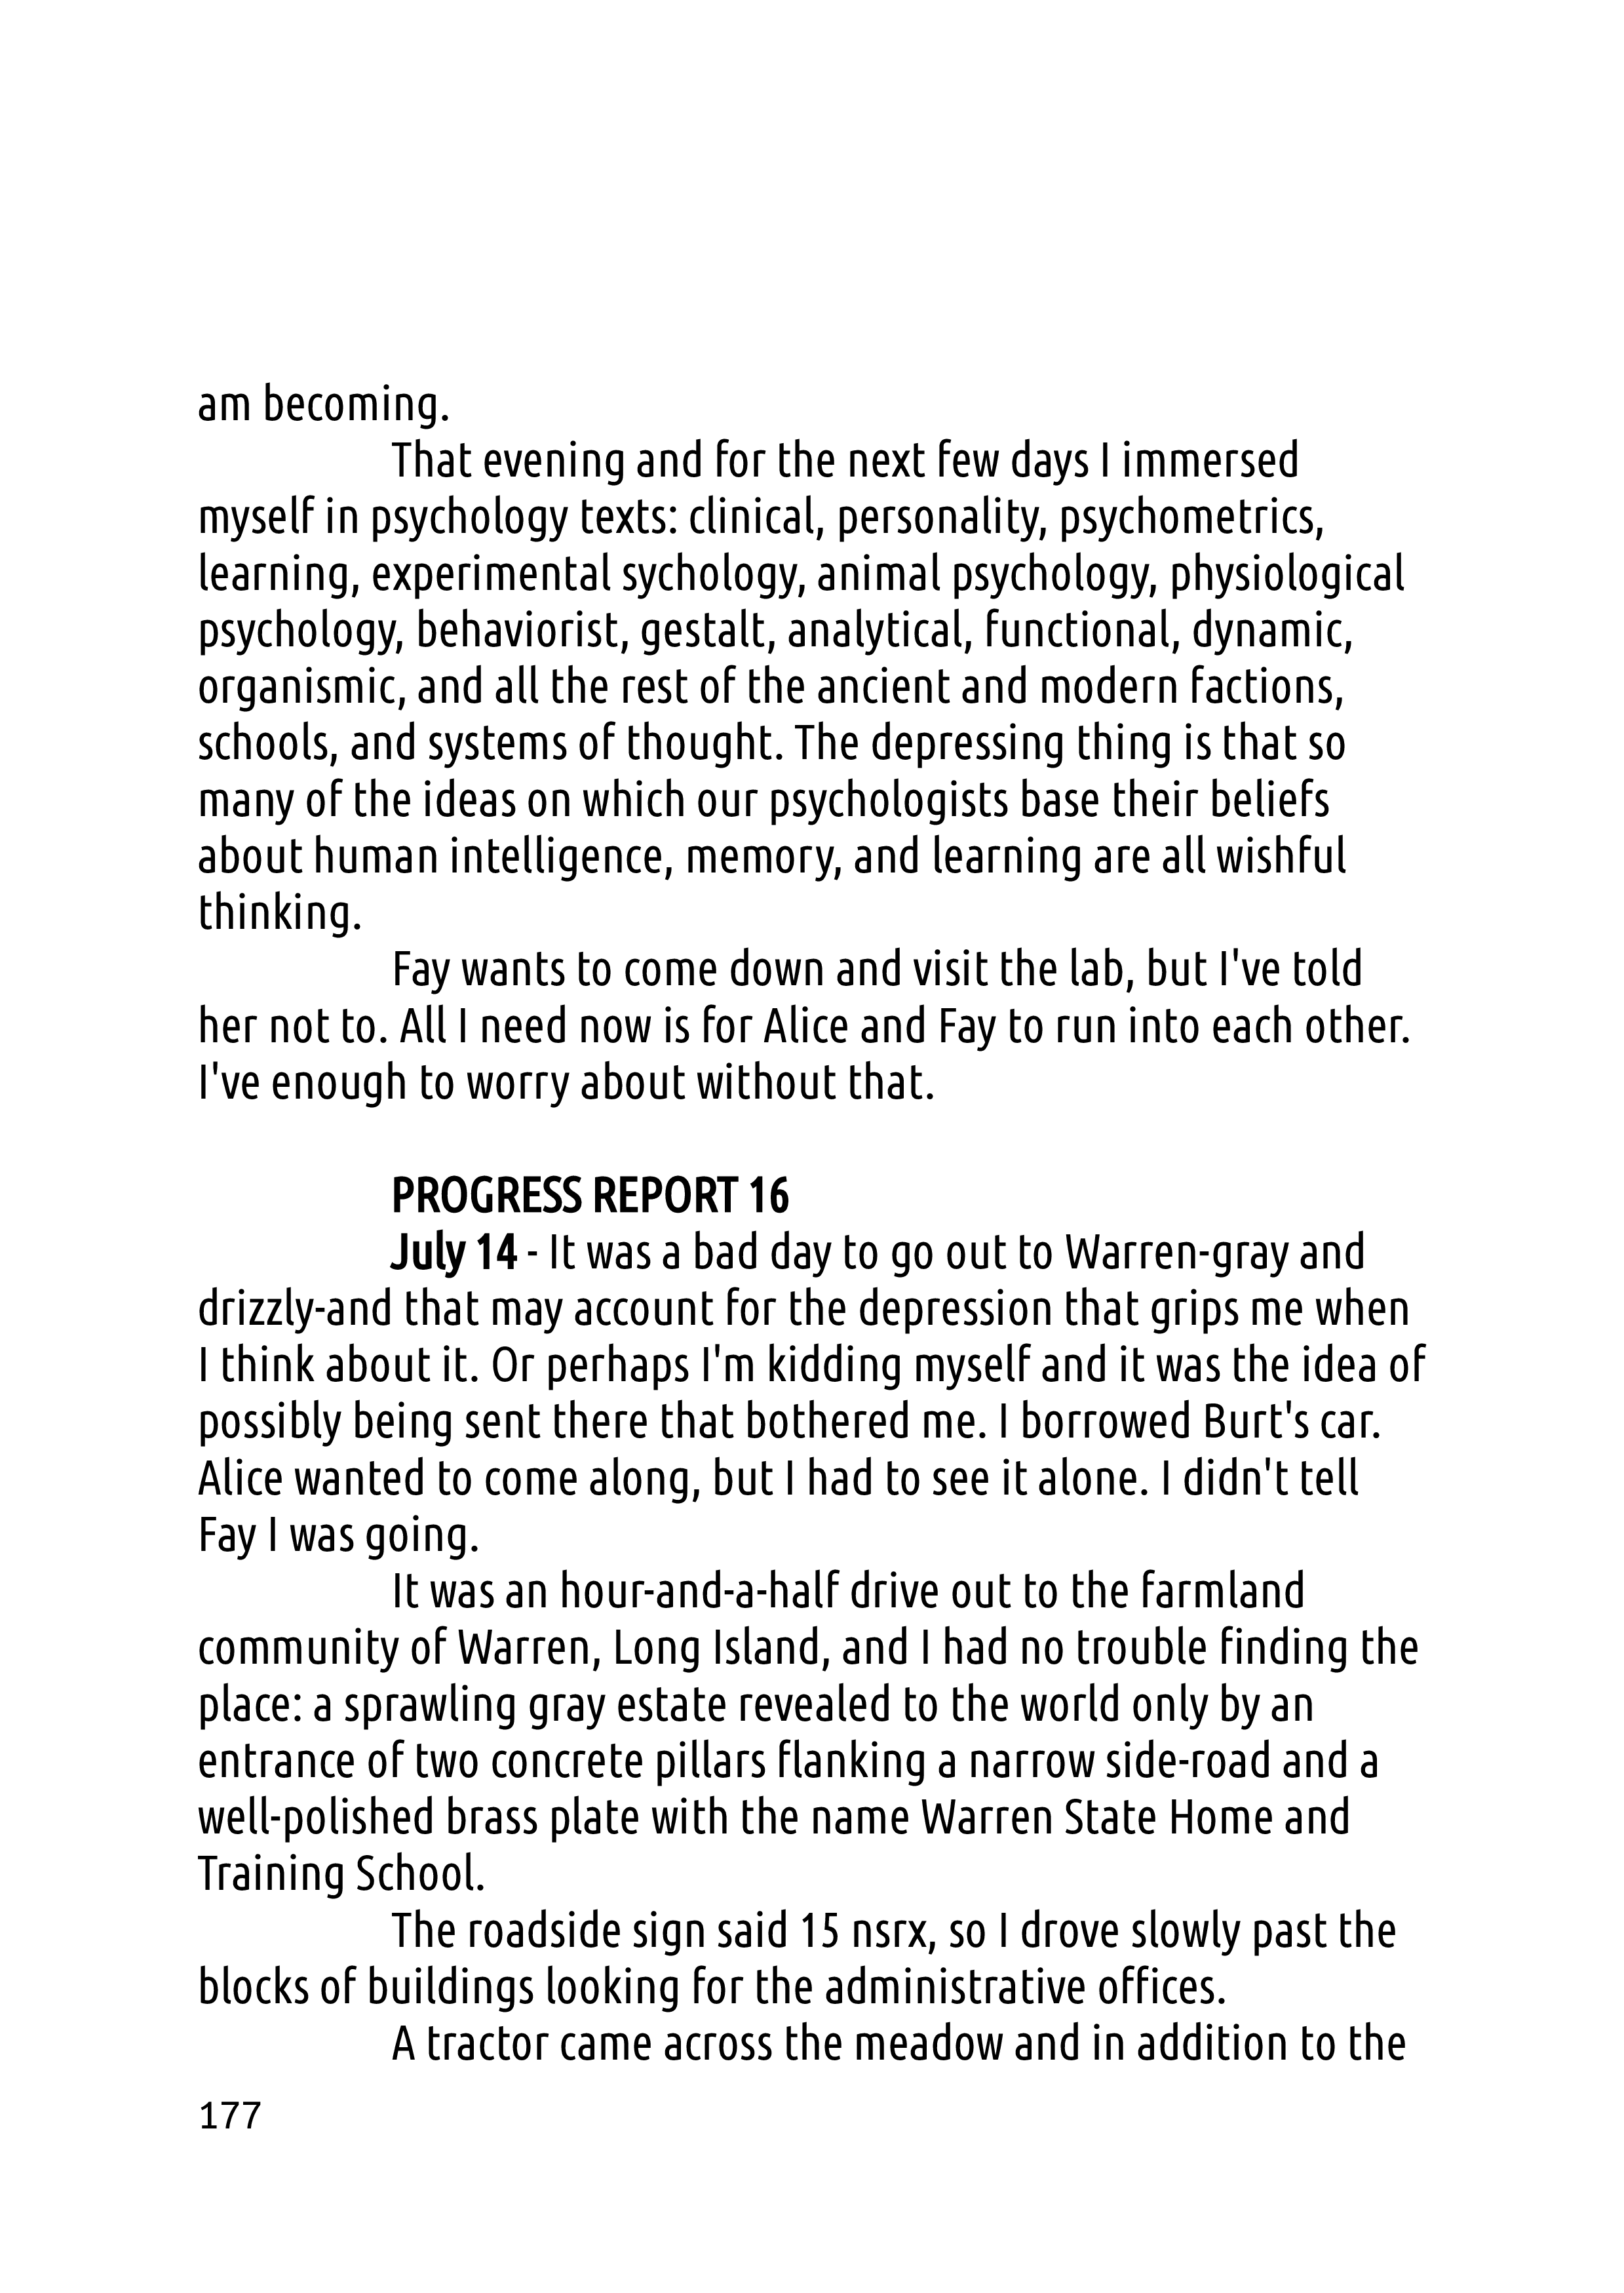 am becoming.
That evening and for the next few days I immersed
myself in psychology texts: clinical, personality, psychometrics,
learning, experimental sychology, animal psychology, physiological
psychology, behaviorist, gestalt, analytical, functional, dynamic,
organismic, and all the rest of the ancient and modern factions,
schools, and systems of thought. The depressing thing is that so
many of the ideas on which our psychologists base their beliefs
about human intelligence, memory, and learning are all wishful
thinking.
Fay wants to come down and visit the lab, but I've told
her not to. All I need now is for Alice and Fay to run into each other.
I've enough to worry about without that.
PROGRESS REPORT 16
July 14 - It was a bad day to go out to Warren-gray and
drizzly-and that may account for the depression that grips me when
I think about it. Or perhaps I'm kidding myself and it was the idea of
possibly being sent there that bothered me. I borrowed Burt's car.
Alice wanted to come along, but I had to see it alone. I didn't tell
Fay I was going.
It was an hour-and-a-half drive out to the farmland
community of Warren, Long Island, and I had no trouble finding the
place: a sprawling gray estate revealed to the world only by an
entrance of two concrete pillars flanking a narrow side-road and a
well-polished brass plate with the name Warren State Home and
Training School.
The roadside sign said 15 nsrx, so I drove slowly past the
blocks of buildings looking for the administrative offices.
A tractor came across the meadow and in addition to the
177